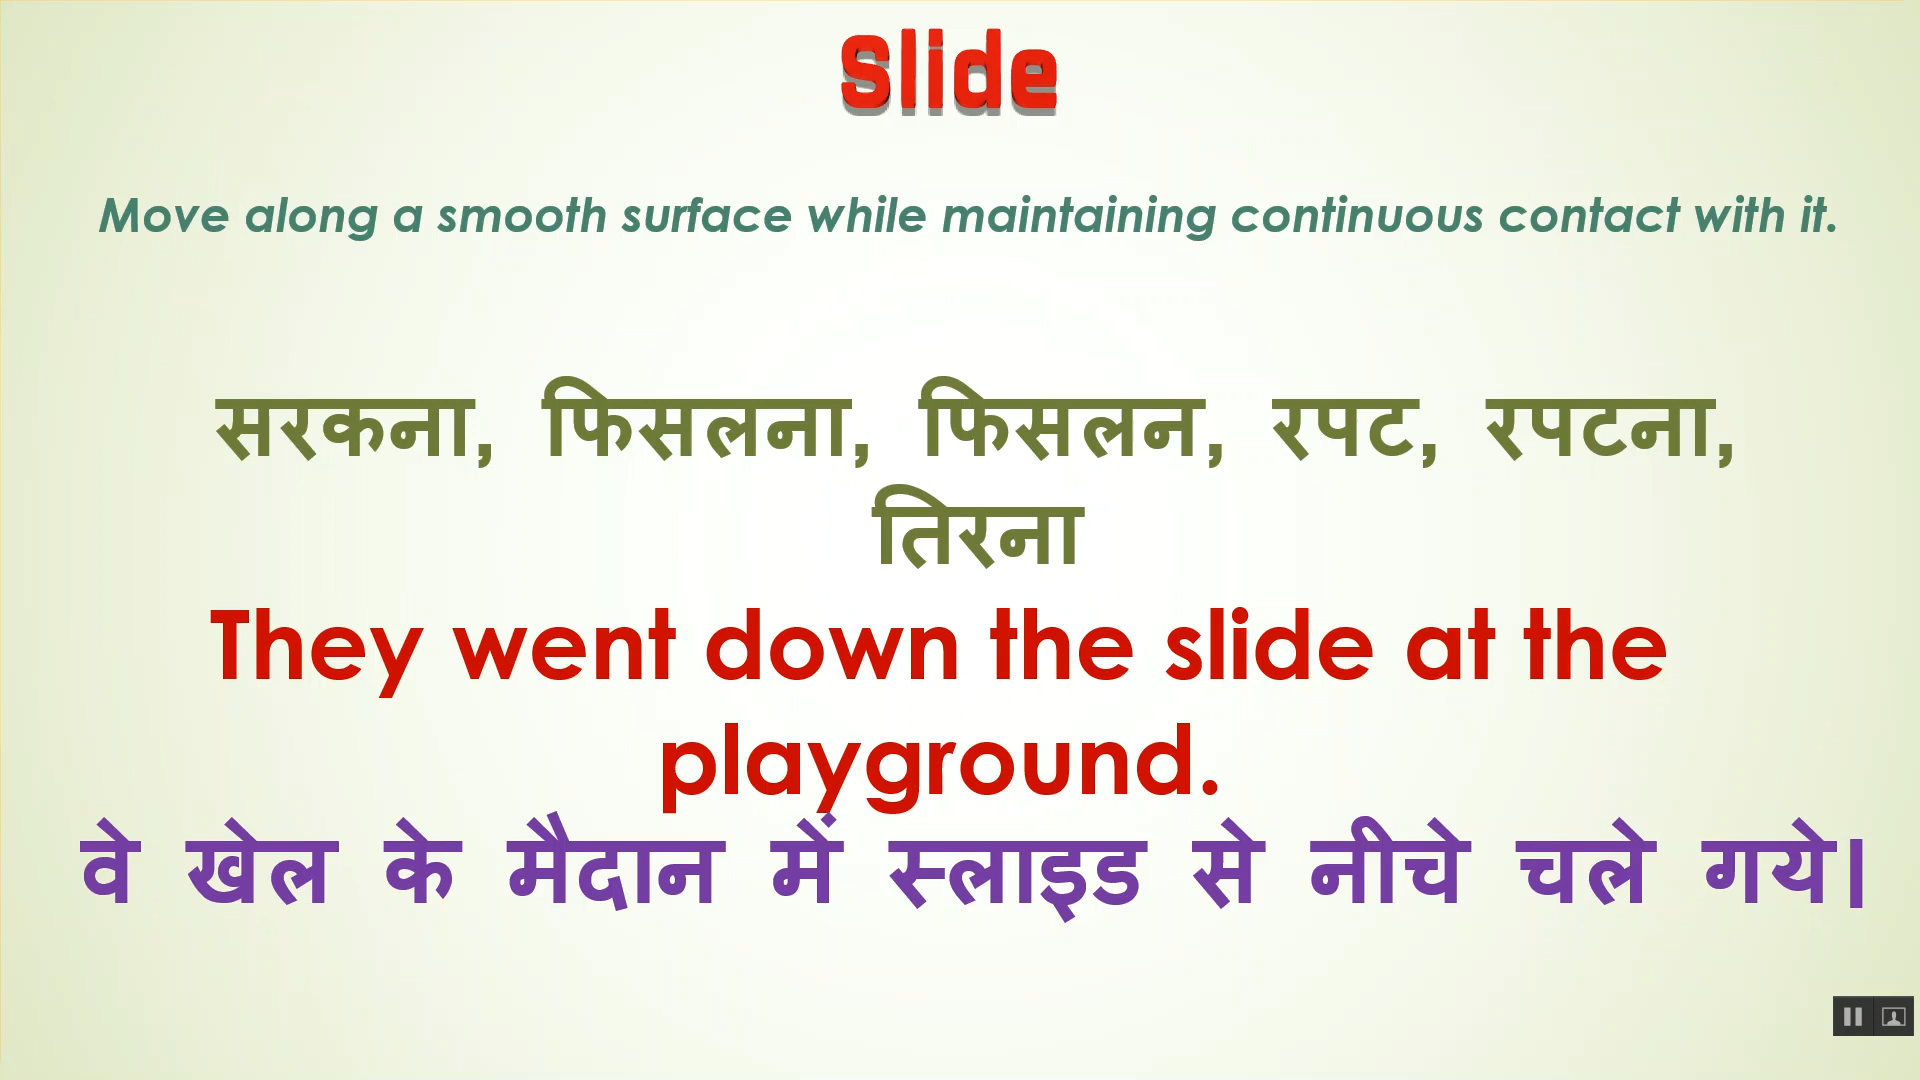 Slide
Move along a smooth surface while maintaining continuous contact with it.
सरकना, फिसलना, फिसलन, रपट, रपटना,
तिरना
They went down the slide at the
playground.
वे खेल के मैदान में स्लाइड से नीचे चले गये।